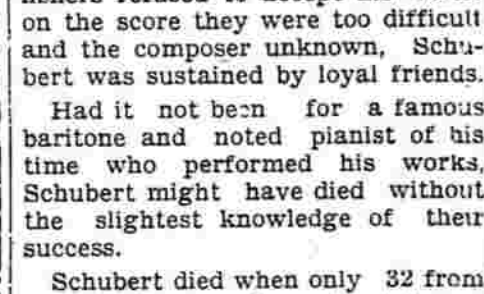 on the score they were too difficult
and the composer unknown, Schu-
bert was sustained by loyal friends.
Had it not been for a famous
baritone and noted pianist of his
time who performed his works,
Schubert might have died without
the slightest knowledge of their
success.
Schubert died when only 32 from